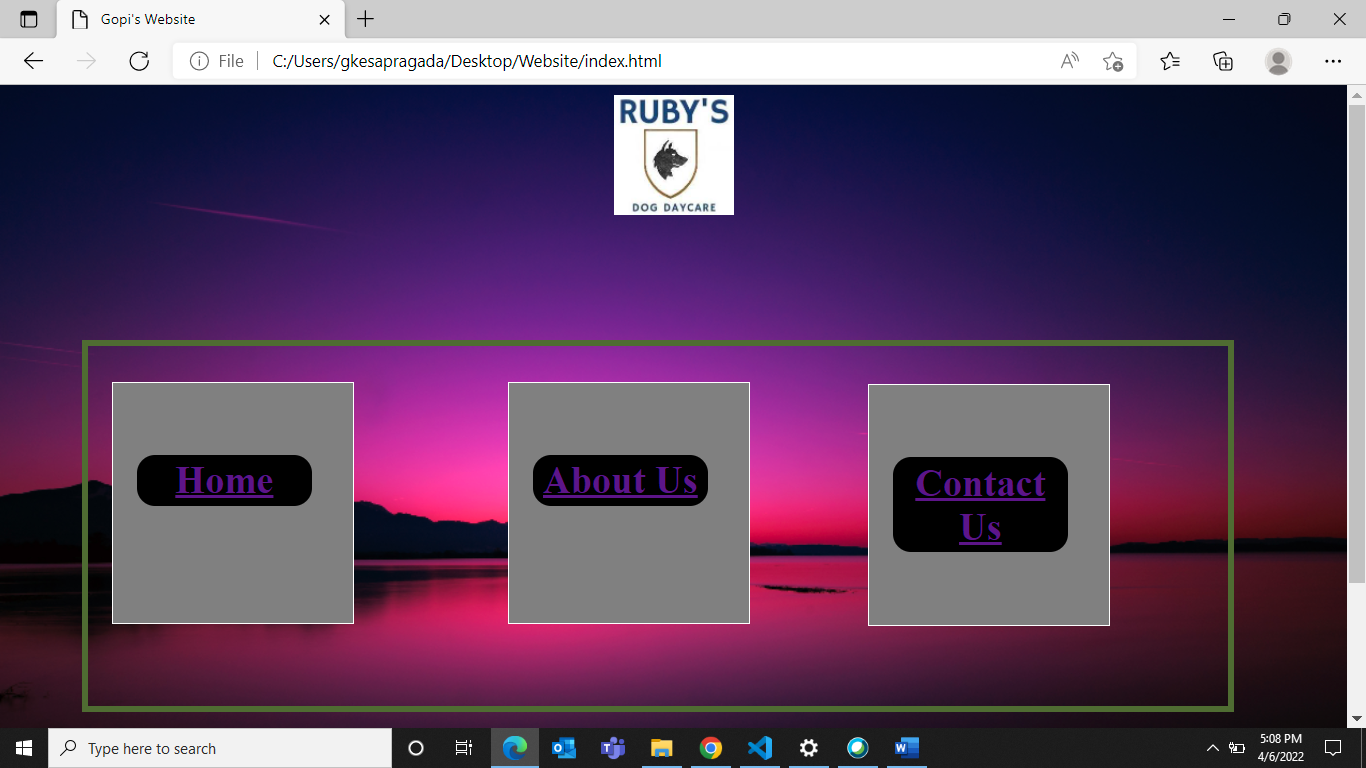 Gopi's Website
File C:/Users/gkesapragada/Desktop/Website/index.html
RUBY'S
DOG DAYCARE
Home
About Us
Contact
Us
Type here to search
5:08 PM
4/6/2022